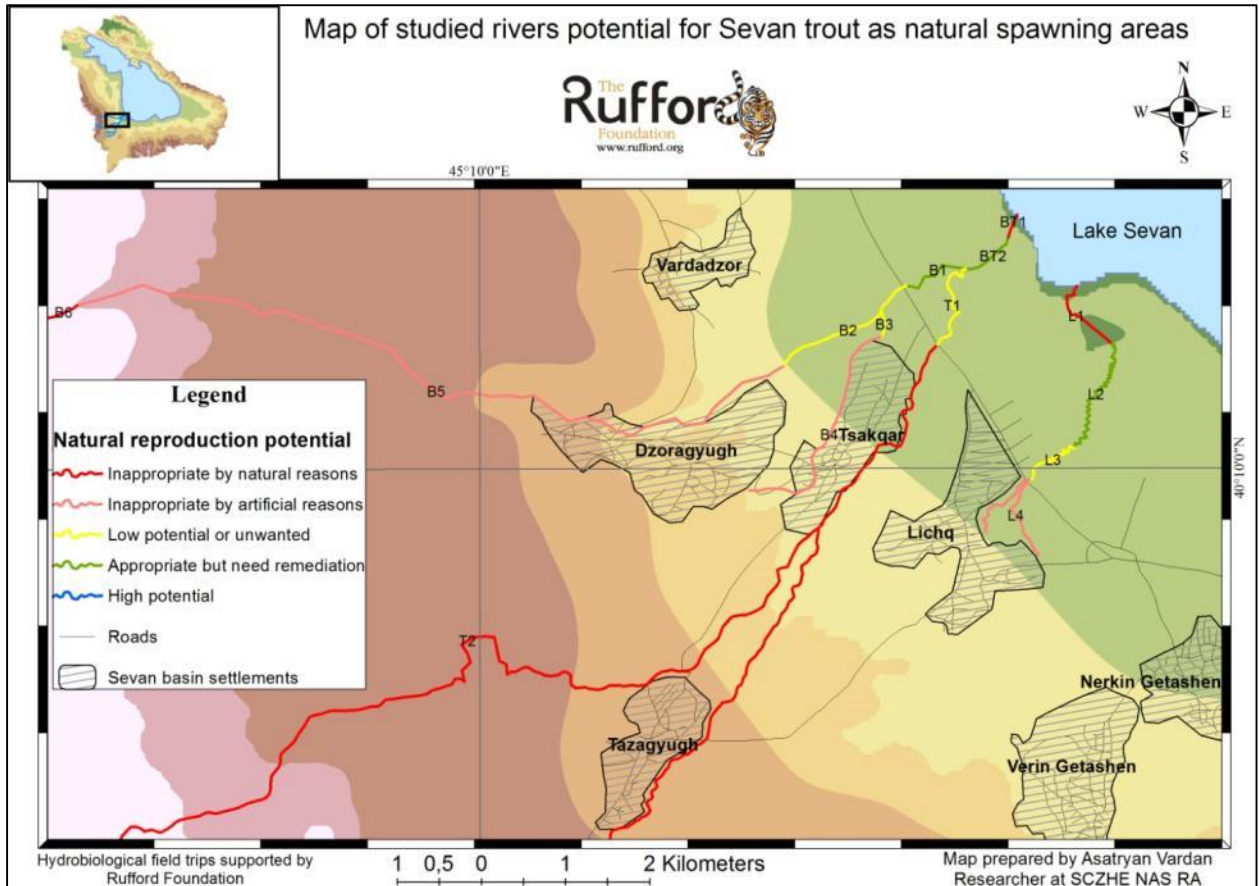 Map of studied rivers potential for Sevan trout as natural spawning areas
The
Rufford
Foundation
www.rufford.org
N
W
E
S
45°10'0"E
Lake Sevan
BT1
BT2
Vardadzor
B1
T1
B6
B2
B3
L1
B5
L2
Legend
Natural reproduction potential
Inappropriate by natural reasons
Inappropriate by artificial reasons
Low potential or unwanted
Appropriate but need remediation
High potential
Roads
Sevan basin settlements
B4
Tsakqar
Dzoragyugh
L3
40°10'0"N
L4
Lichq
T2
Nerkin Getashen
Tazagyugh
Verin Getashen
Hydrobiological field trips supported by
Rufford Foundation
1 0,5 0 1 2 Kilometers
Map prepared by Asatryan Vardan
Researcher at SCZHE NAS RA